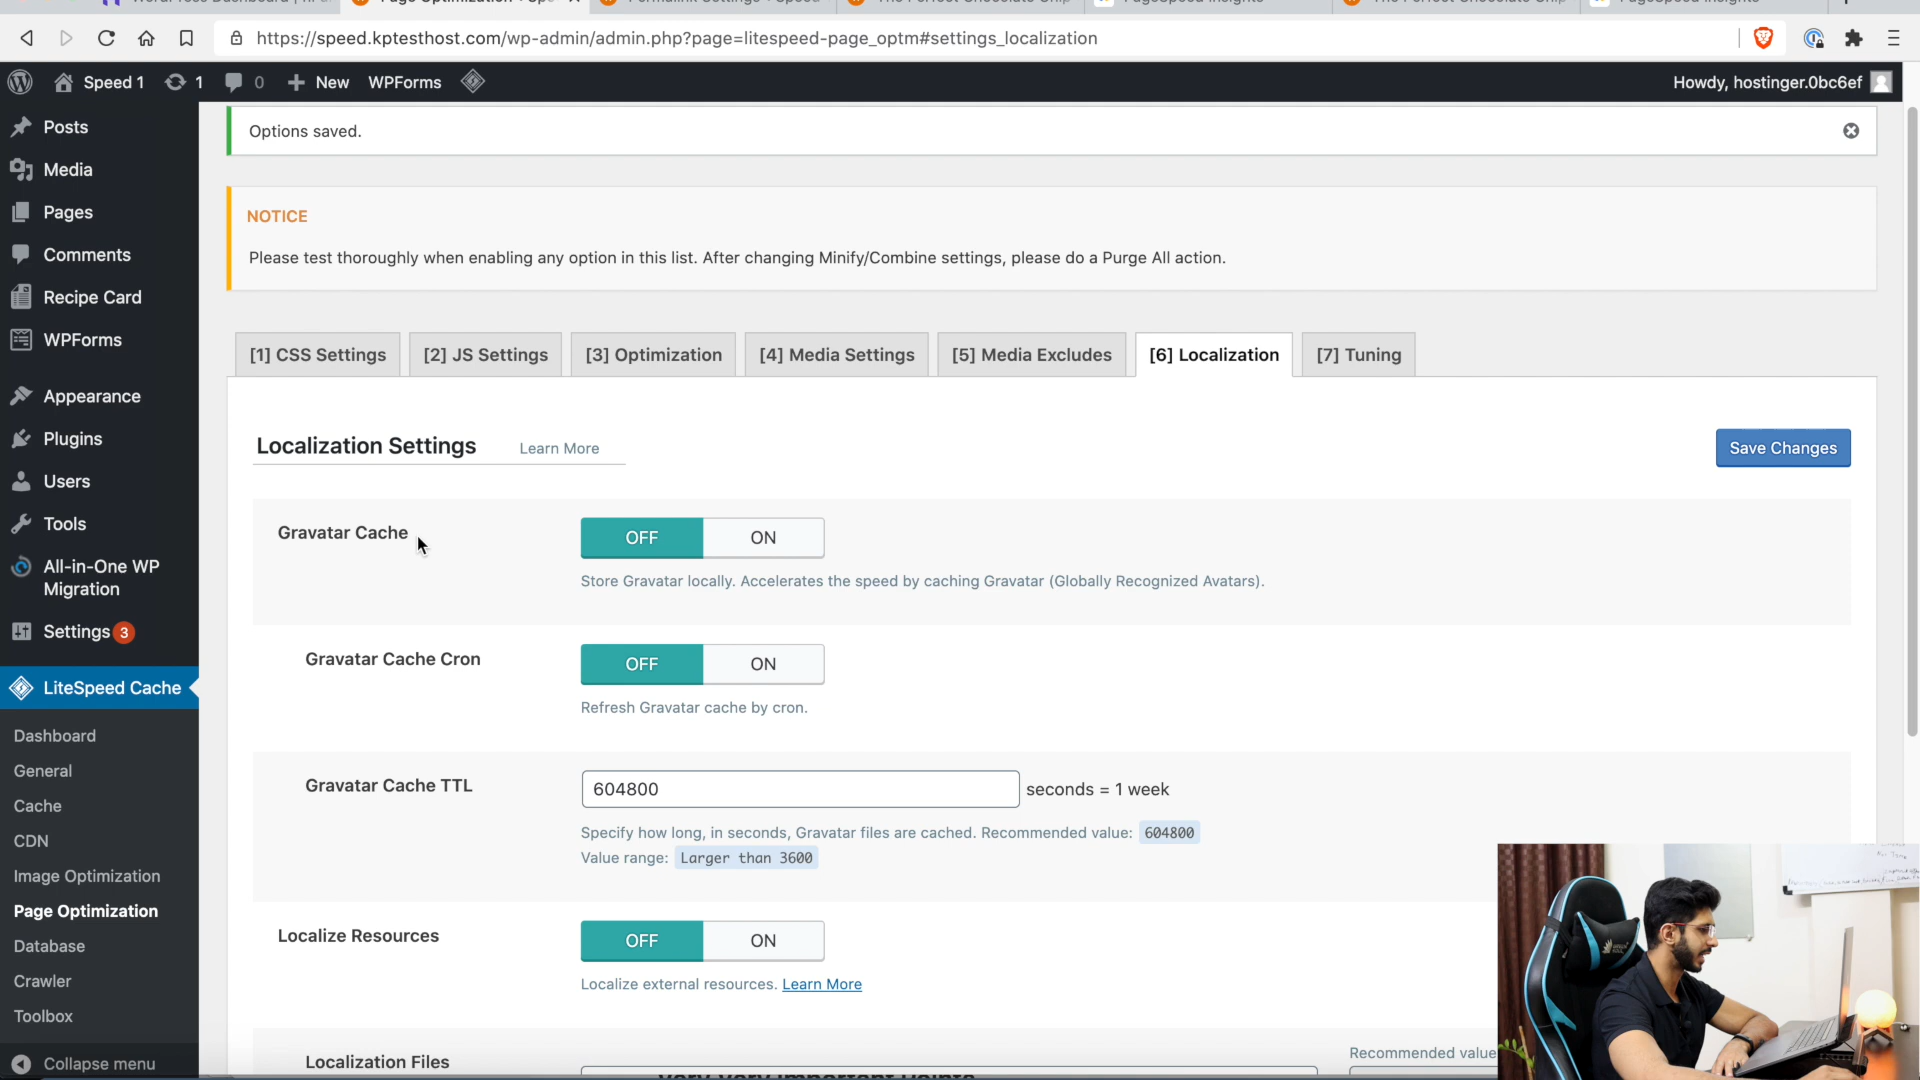 https://speed.kptesthost.com/wp-admin/admin.php?page=litespeed-page_optm#settings_localization
Speed 1
1
0
New
WPForms
Howdy, hostinger.0bc6ef
Posts
Media
Pages
Comments
Recipe Card
WPForms
Appearance
Plugins
Users
Tools
All-in-One WP
Migration
Settings 3
LiteSpeed Cache
Dashboard
General
Cache
CDN
Image Optimization
Page Optimization
Database
Crawler
Toolbox
Collapse menu
Options saved.
NOTICE
Please test thoroughly when enabling any option in this list. After changing Minify/Combine settings, please do a Purge All action.
[1] CSS Settings
[2] JS Settings
[3] Optimization
[4] Media Settings
[5] Media Excludes
[6] Localization
[7] Tuning
Localization Settings
Learn More
Save Changes
Gravatar Cache
OFF
ON
Store Gravatar locally. Accelerates the speed by caching Gravatar (Globally Recognized Avatars).
Gravatar Cache Cron
OFF
ON
Refresh Gravatar cache by cron.
Gravatar Cache TTL
604800
seconds = 1 week
Specify how long, in seconds, Gravatar files are cached. Recommended value: 604800
Value range: Larger than 3600
Localize Resources
OFF
ON
Localize external resources. Learn More
Localization Files
Recommended value